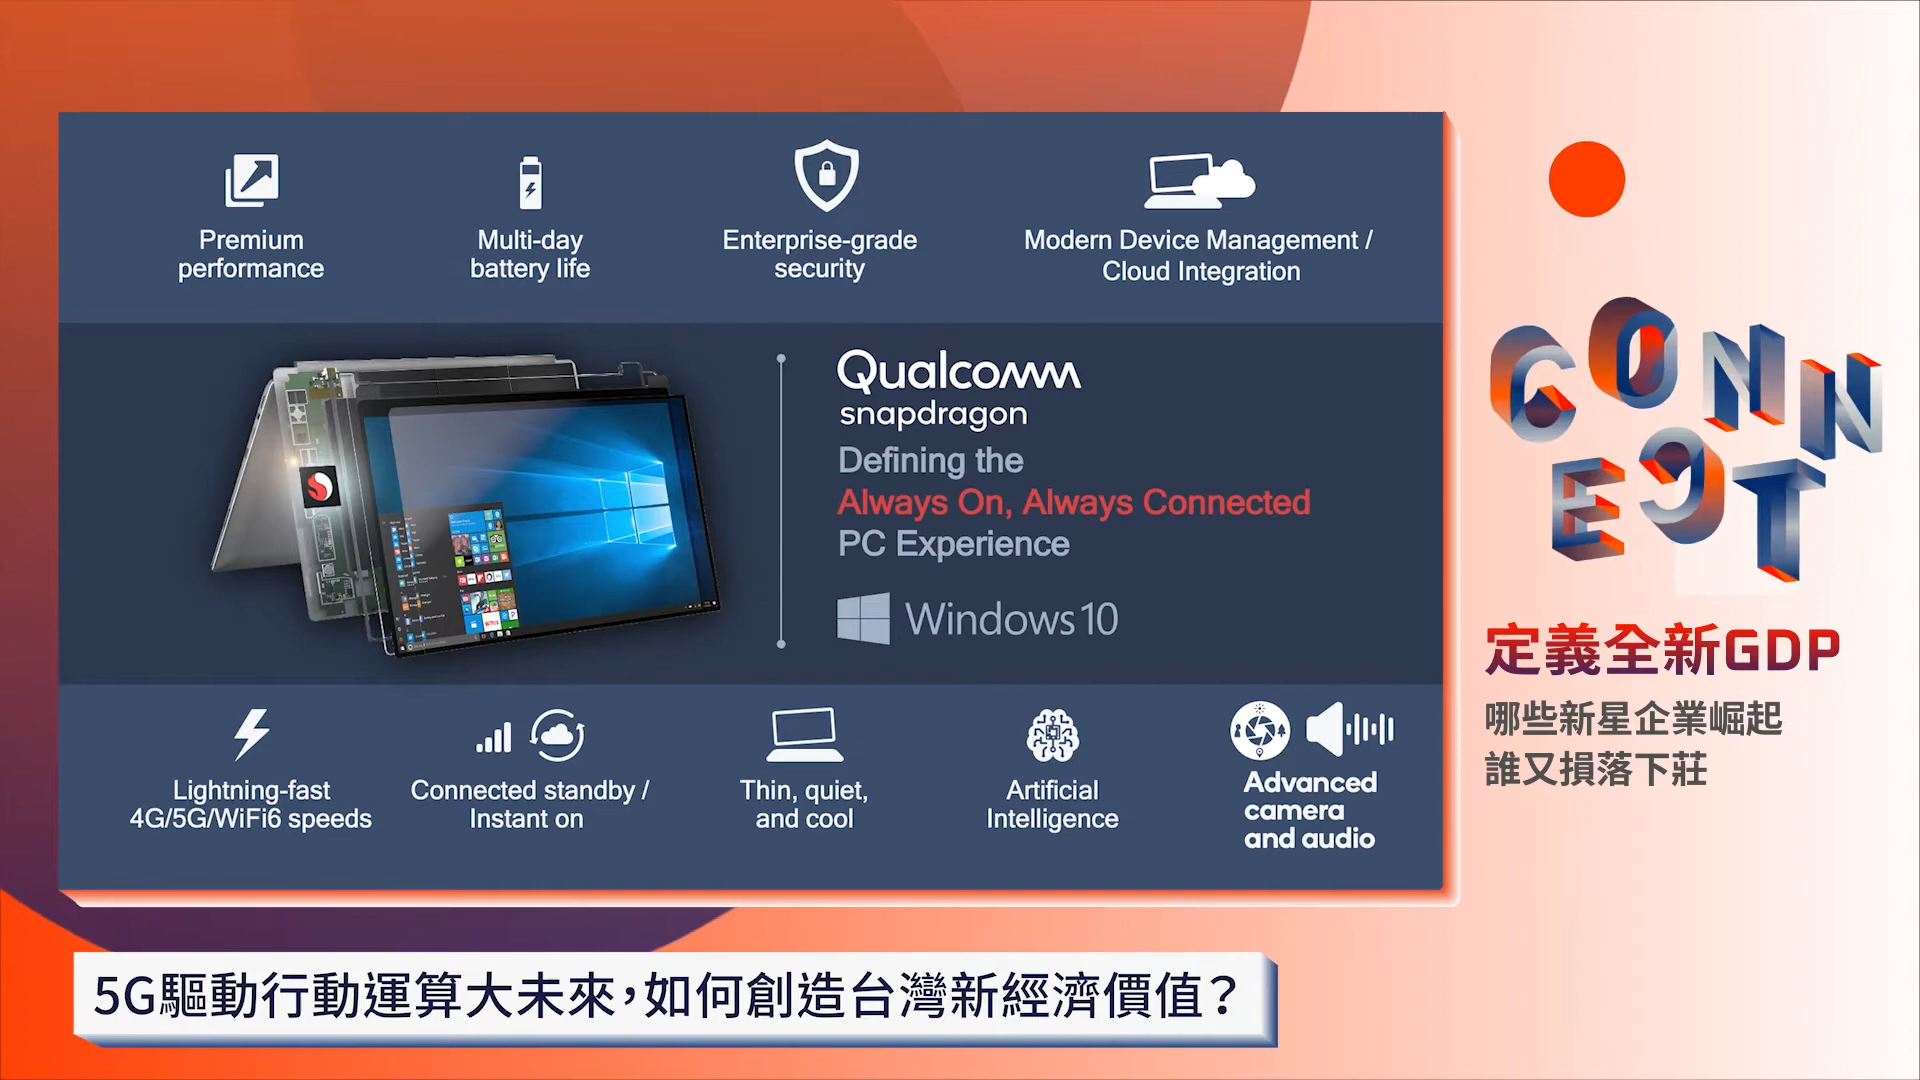 Premium
performance
Multi-day
battery life
Enterprise-grade
security
Modern Device Management /
Cloud Integration
Qualcomm
snapdragon
Defining the
Always On, Always Connected
PC Experience
Windows 10
Lightning-fast
4G/5G/WiFi6 speeds
Connected standby /
Instant on
Thin, quiet,
and cool
Artificial
Intelligence
Advanced
camera
and audio
CONN
ECT
定義全新GDP
哪些新星企業崛起
誰又損落下莊
5G驅動行動運算大未來，如何創造台灣新經濟價值？